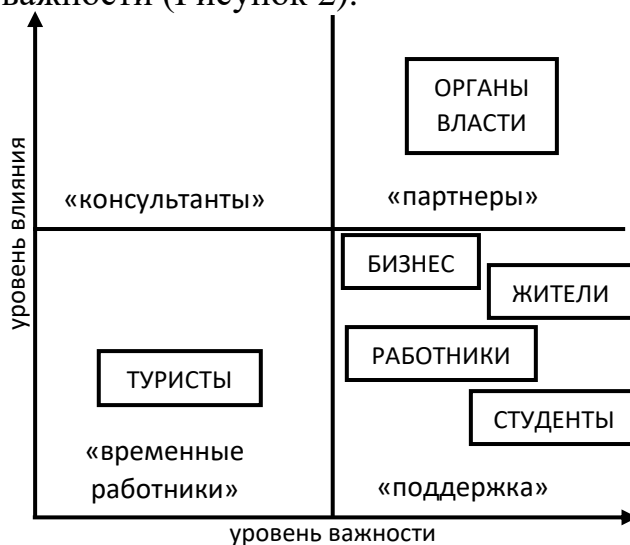 важности (Рисунок 2).
ОРГАНЫ
ВЛАСТИ
«консультанты»
«партнеры»
уровень влияния
БИЗНЕС
ЖИТЕЛИ
РАБОТНИКИ
ТУРИСТЫ
СТУДЕНТЫ
«временные
работники»
«поддержка»
уровень важности